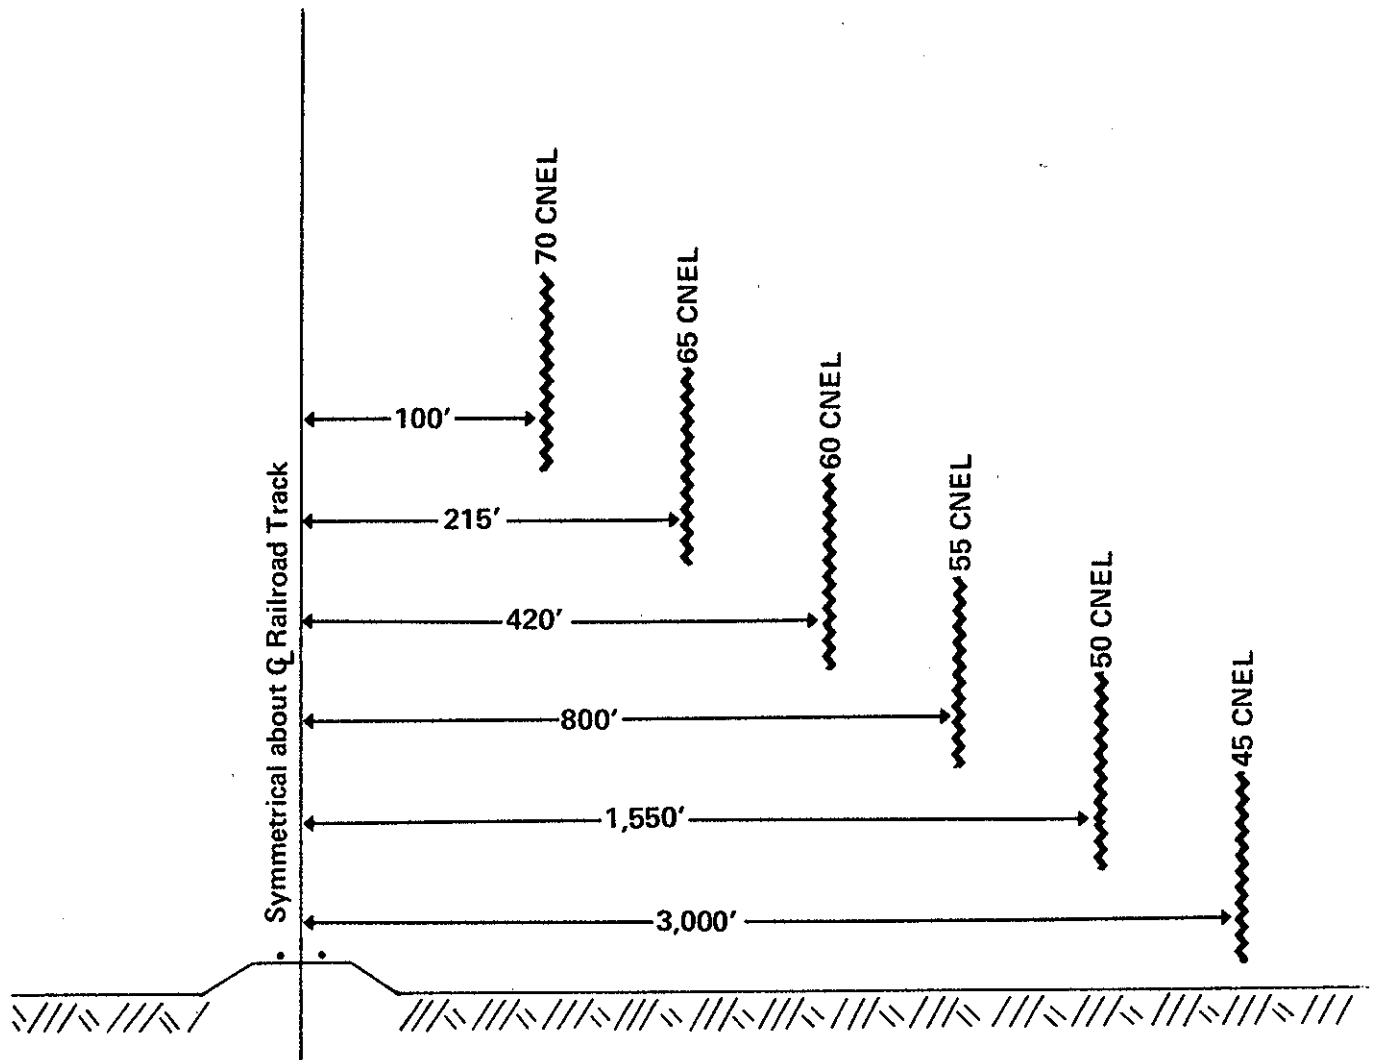 70 CNEL
65 CNEL
60 CNEL
55 CNEL
50 CNEL
45 CNEL
100′
215′
420′
800′
1,550′
3,000′
Symmetrical about ℄ Railroad Track